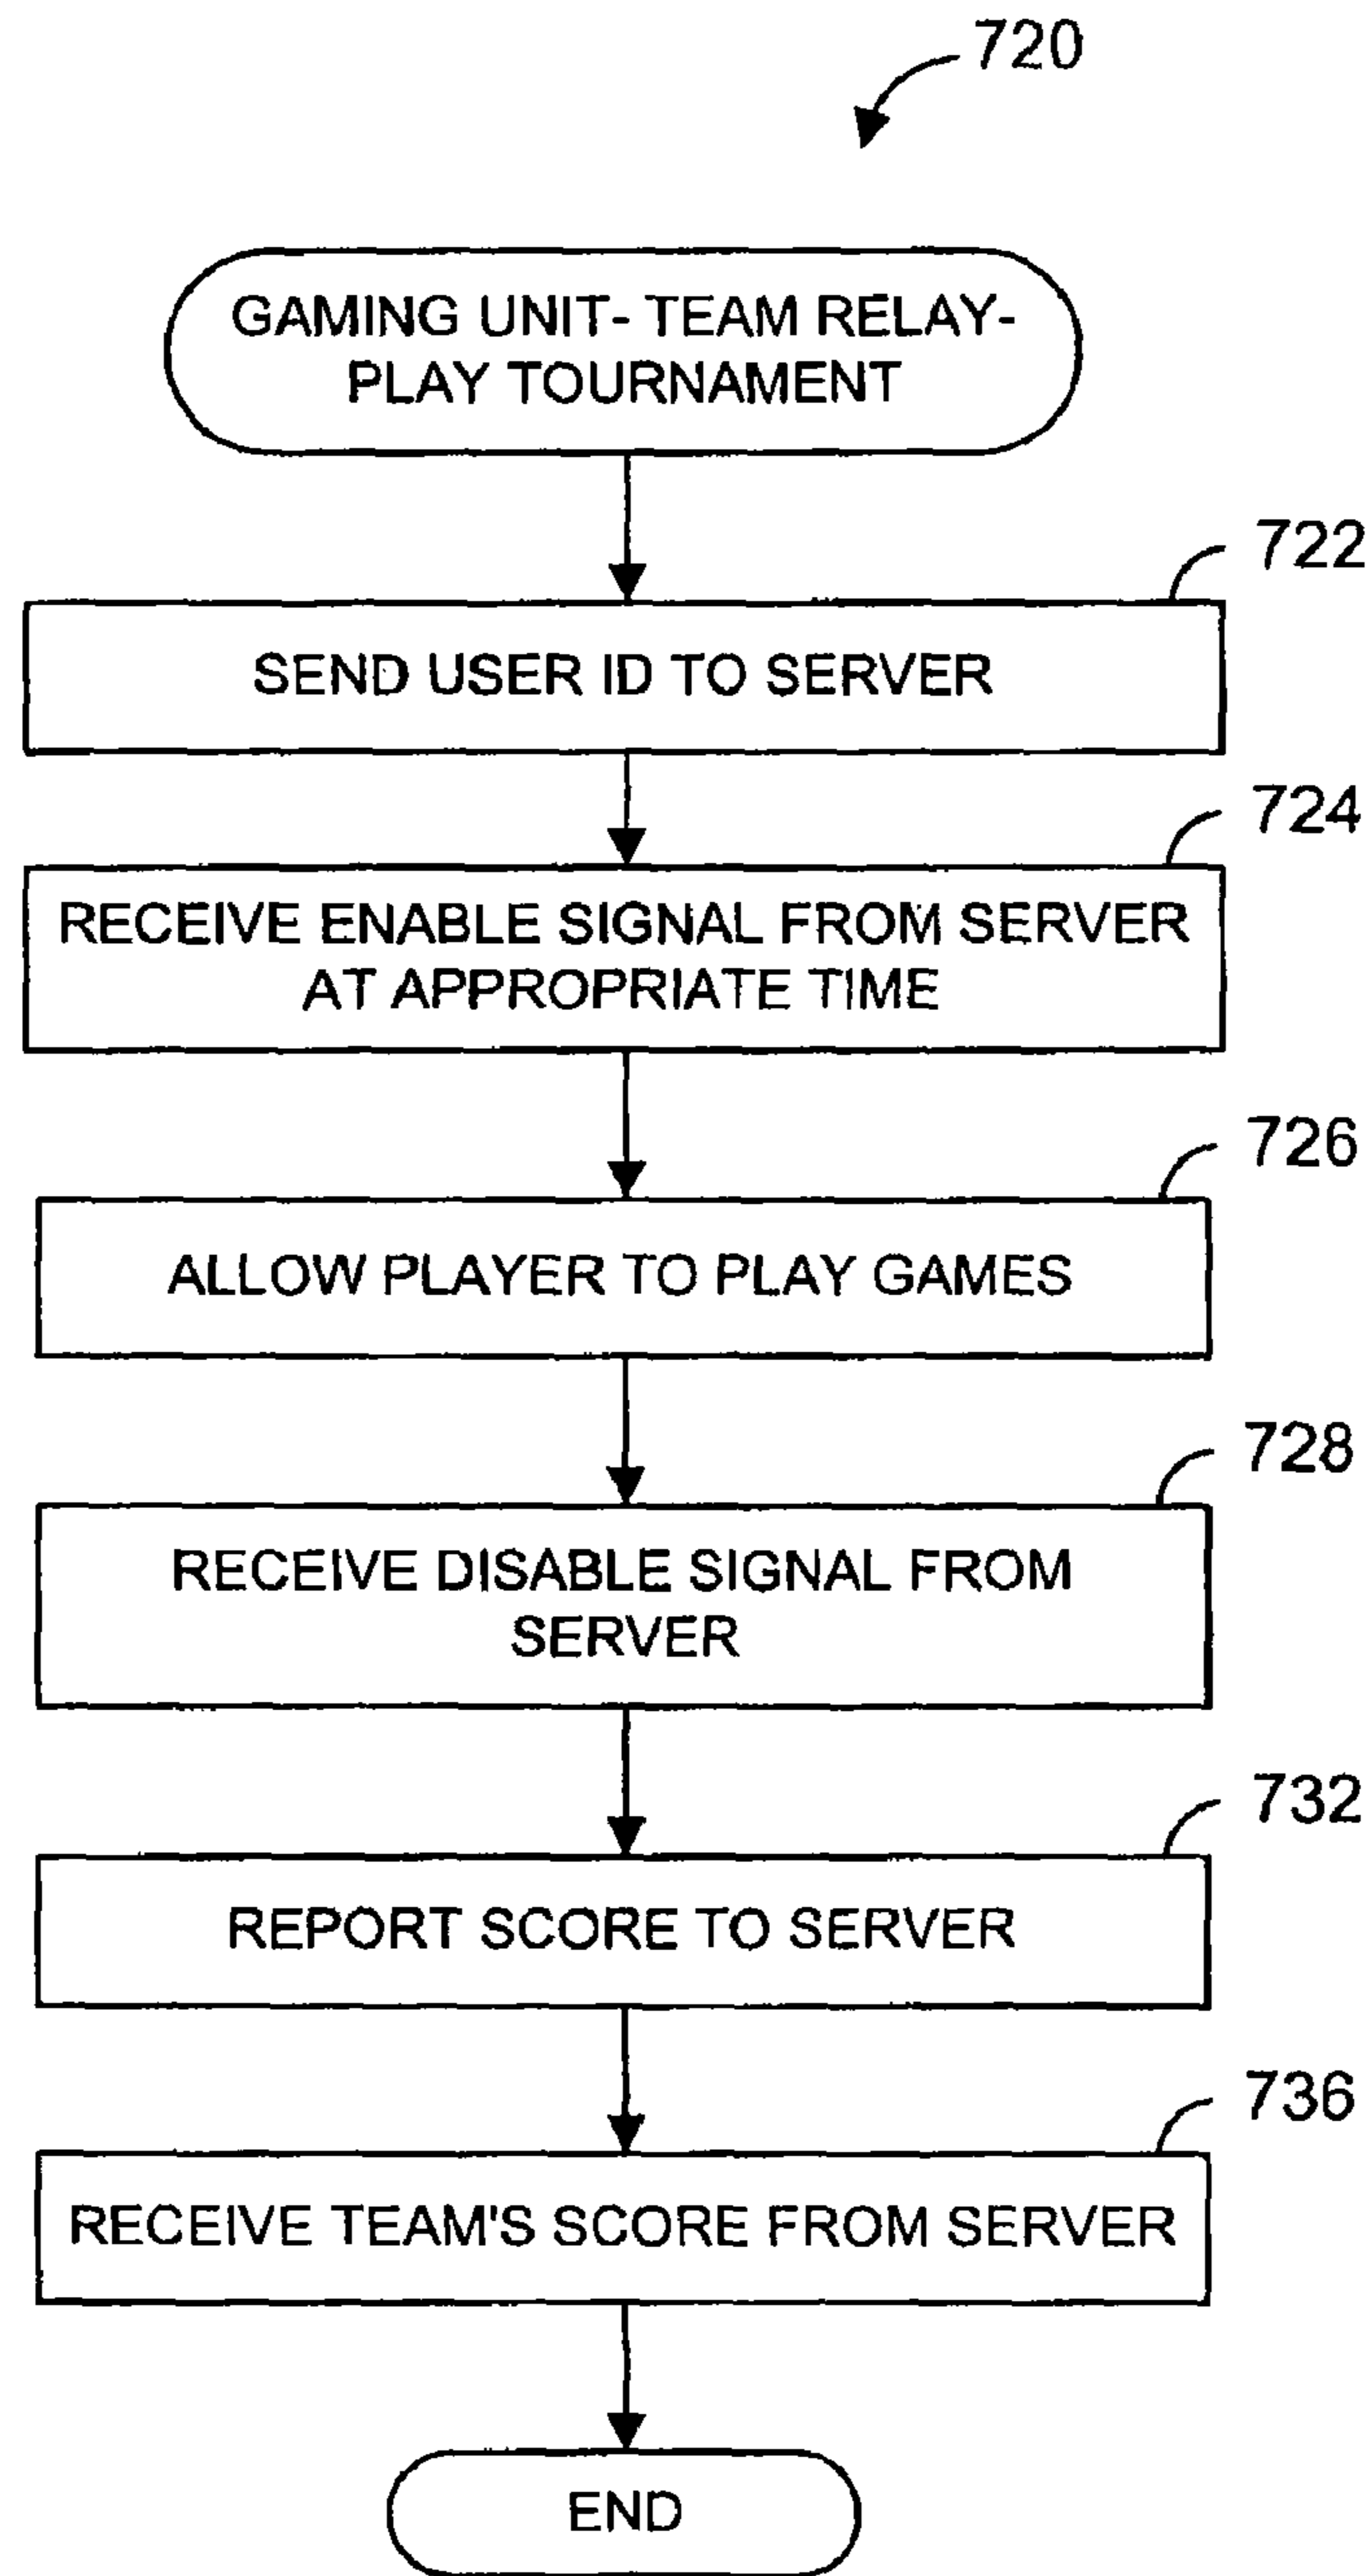 720
GAMING UNIT- TEAM RELAY-
PLAY TOURNAMENT
722
SEND USER ID TO SERVER
724
RECEIVE ENABLE SIGNAL FROM SERVER
AT APPROPRIATE TIME
726
ALLOW PLAYER TO PLAY GAMES
728
RECEIVE DISABLE SIGNAL FROM
SERVER
732
REPORT SCORE TO SERVER
736
RECEIVE TEAM'S SCORE FROM SERVER
END